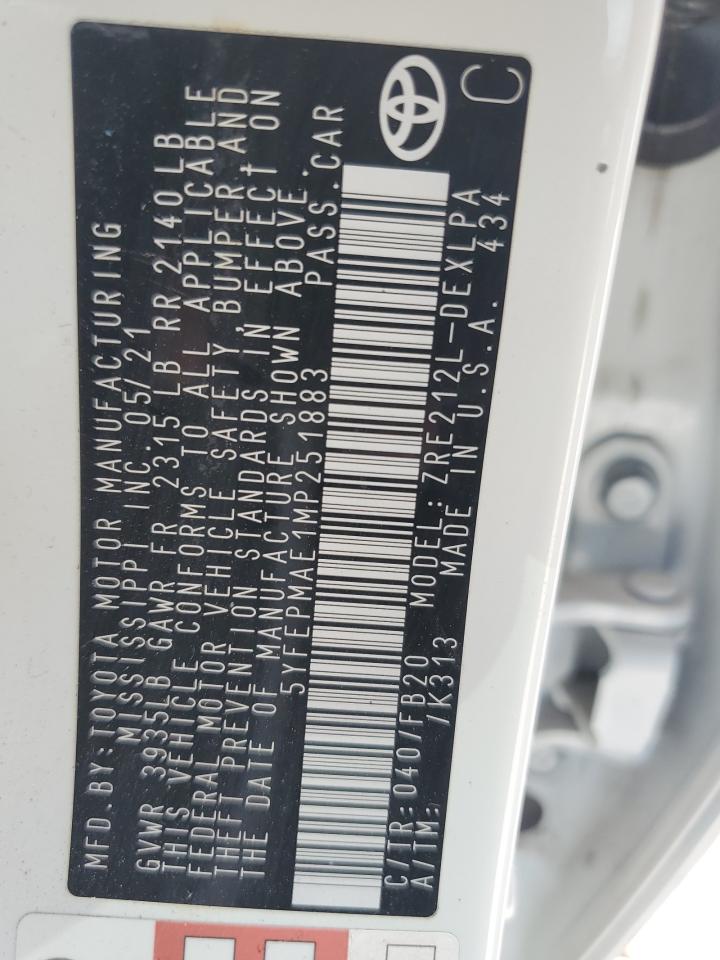 MFD.BY:TOYOTA MOTOR MANUFACTURING
MISSISSIPPI INC.05/21
GVWR 3935LB GAWR FR 2315 LB RR 2140LB
THIS VEHICLE CONFORMS TO ALL APPLICABLE
FEDERAL MOTOR VEHICLE SAFETY, BUMPER, AND
THEFT PREVENTION STANDARDS IN EFFECT ON
THE DATE OF MANUFACTURE SHOWN ABOVE.
5YFEPMAE1MP251883 PASS.CAR
C/TR:040/FB20 MODEL:ZRE212L-DEXLPA
A/TM: /K313 MADE IN U.S.A. 434
C